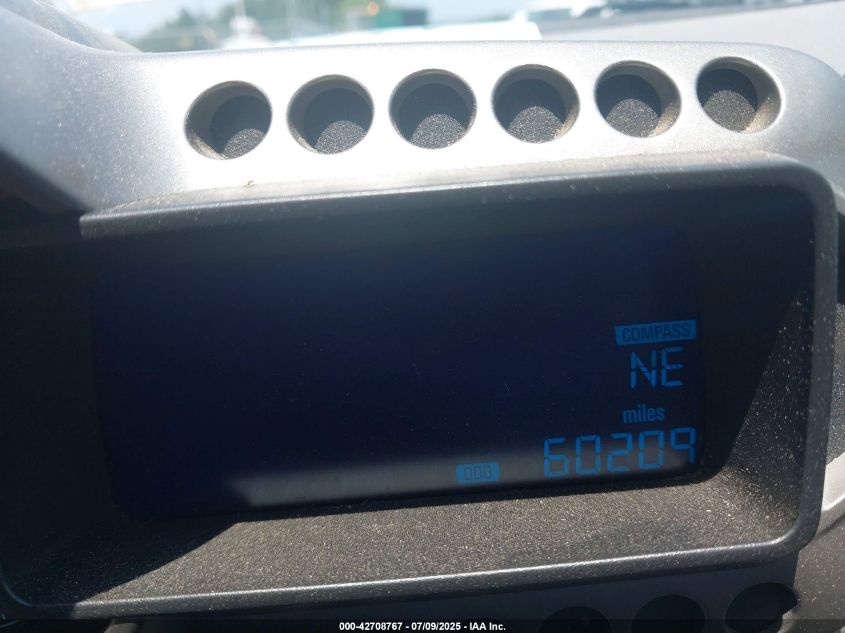 COMPASS
NE
miles
ODO 60209
000-42708767 - 07/09/2025 - IAA Inc.